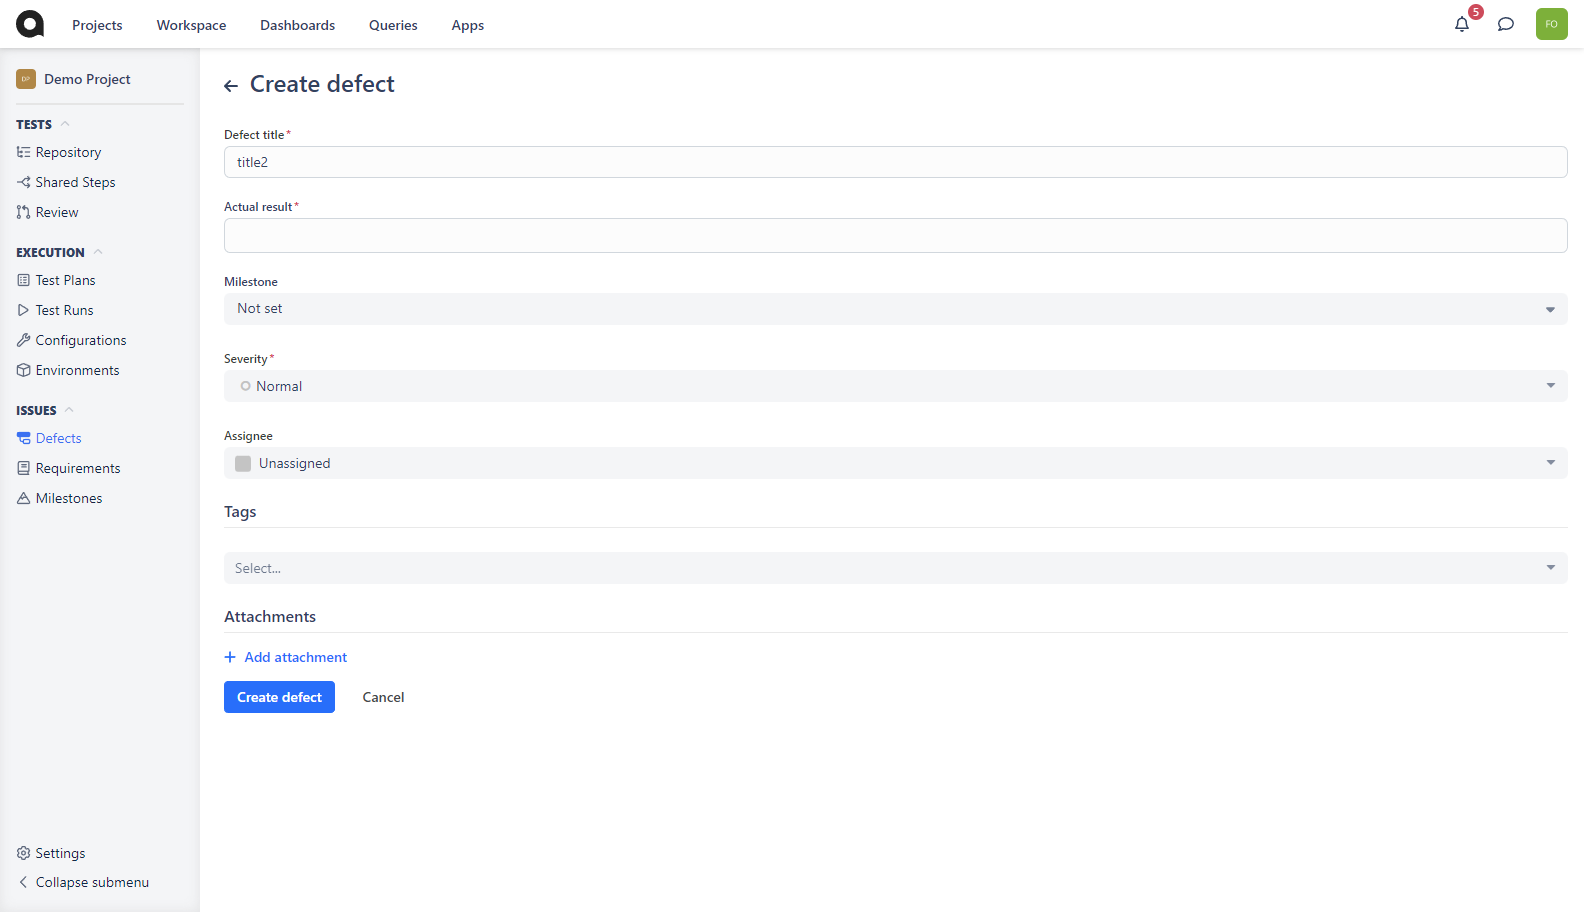 Projects Workspace Dashboards Queries Apps 5 FO
DP Demo Project
TESTS
Repository
Shared Steps
Review
EXECUTION
Test Plans
Test Runs
Configurations
Environments
ISSUES
Defects
Requirements
Milestones
Settings
Collapse submenu
Create defect
Defect title*
title2
Actual result*
Milestone
Not set
Severity*
Normal
Assignee
Unassigned
Tags
Select...
Attachments
+ Add attachment
Create defect Cancel